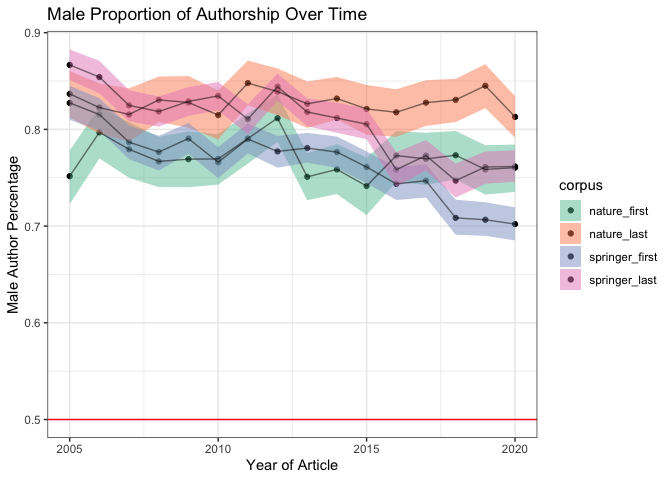 Male Proportion of Authorship Over Time
0.9
0.8
0.7
0.6
0.5
Male Author Percentage
2005
2010
2015
2020
Year of Article
corpus
nature_first
nature_last
springer_first
springer_last